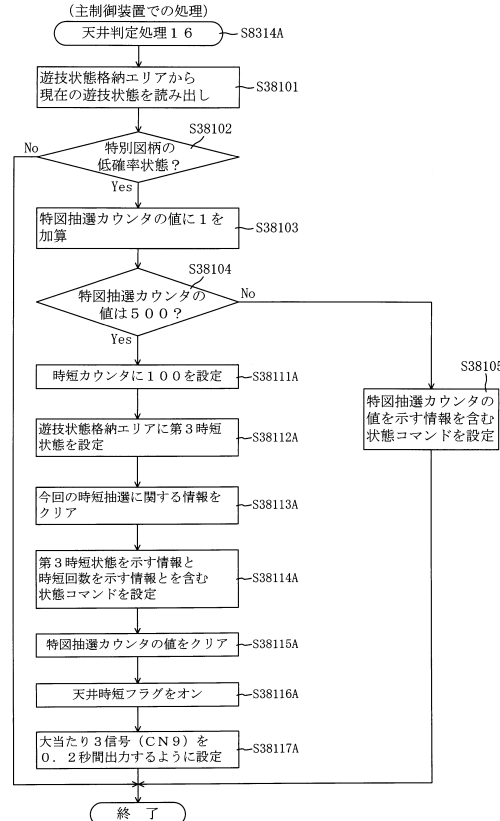 (主制御装置での処理)
天井判定処理16
S8314A
遊技状態格納エリアから
現在の遊技状態を読み出し
S38101
S38102
No
特別図柄の
低確率状態？
Yes
特図抽選カウンタの値に1を
加算
S38103
S38104
特図抽選カウンタの
値は500？
No
Yes
時短カウンタに100を設定
S38111A
S38105
特図抽選カウンタの
値を示す情報を含む
状態コマンドを設定
遊技状態格納エリアに第3時短
状態を設定
S38112A
今回の時短抽選に関する情報を
クリア
S38113A
第3時短状態を示す情報と
時短回数を示す情報とを含む
状態コマンドを設定
S38114A
特図抽選カウンタの値をクリア
S38115A
天井時短フラグをオン
S38116A
大当たり3信号(CN9)を
0.2秒間出力するように設定
S38117A
終　了